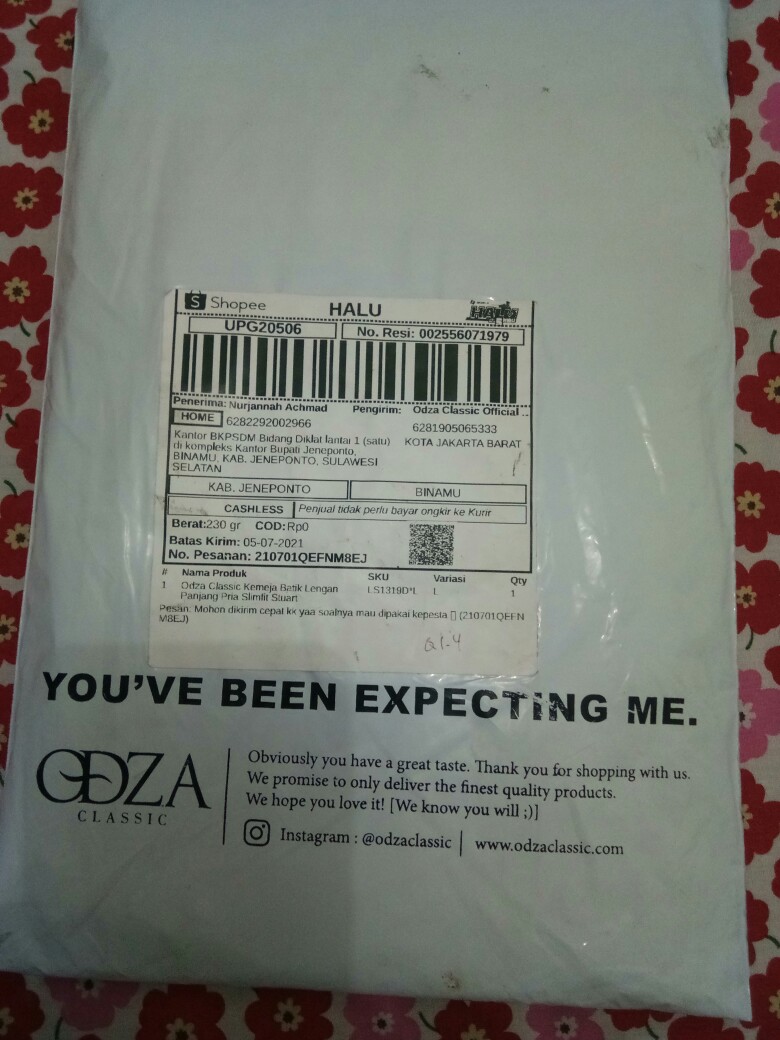 Shopee
HALU
HALU
UPG20506
No. Resi: 002556071979
Penerima: Nurjannah Achmad
Pengirim: Odza Classic Official ..
HOME 6282292002966
6281905065333
Kantor BKPSDM Bidang Diklat lantai 1 (satu)
KOTA JAKARTA BARAT
di kompleks Kantor Bupati Jeneponto,
BINAMU, KAB. JENEPONTO, SULAWESI
SELATAN
KAB. JENEPONTO
BINAMU
CASHLESS Penjual tidak perlu bayar ongkir ke Kurir
Berat:230 gr COD:Rp0
Batas Kirim: 05-07-2021
No. Pesanan: 210701QEFNM8EJ
# Nama Produk SKU Variasi Qty
1 Odza Classic Kemeja Batik Lengan LS1319D*L L 1
Panjang Pria Slimfit Stuart
Pesan: Mohon dikirim cepat kk yaa soalnya mau dipakai kepesta (210701QEFN
M8EJ)
YOU'VE BEEN EXPECTING ME.
ODZA
CLASSIC
Obviously you have a great taste. Thank you for shopping with us.
We promise to only deliver the finest quality products.
We hope you love it! [We know you will ;)]
Instagram : @odzaclassic | www.odzaclassic.com